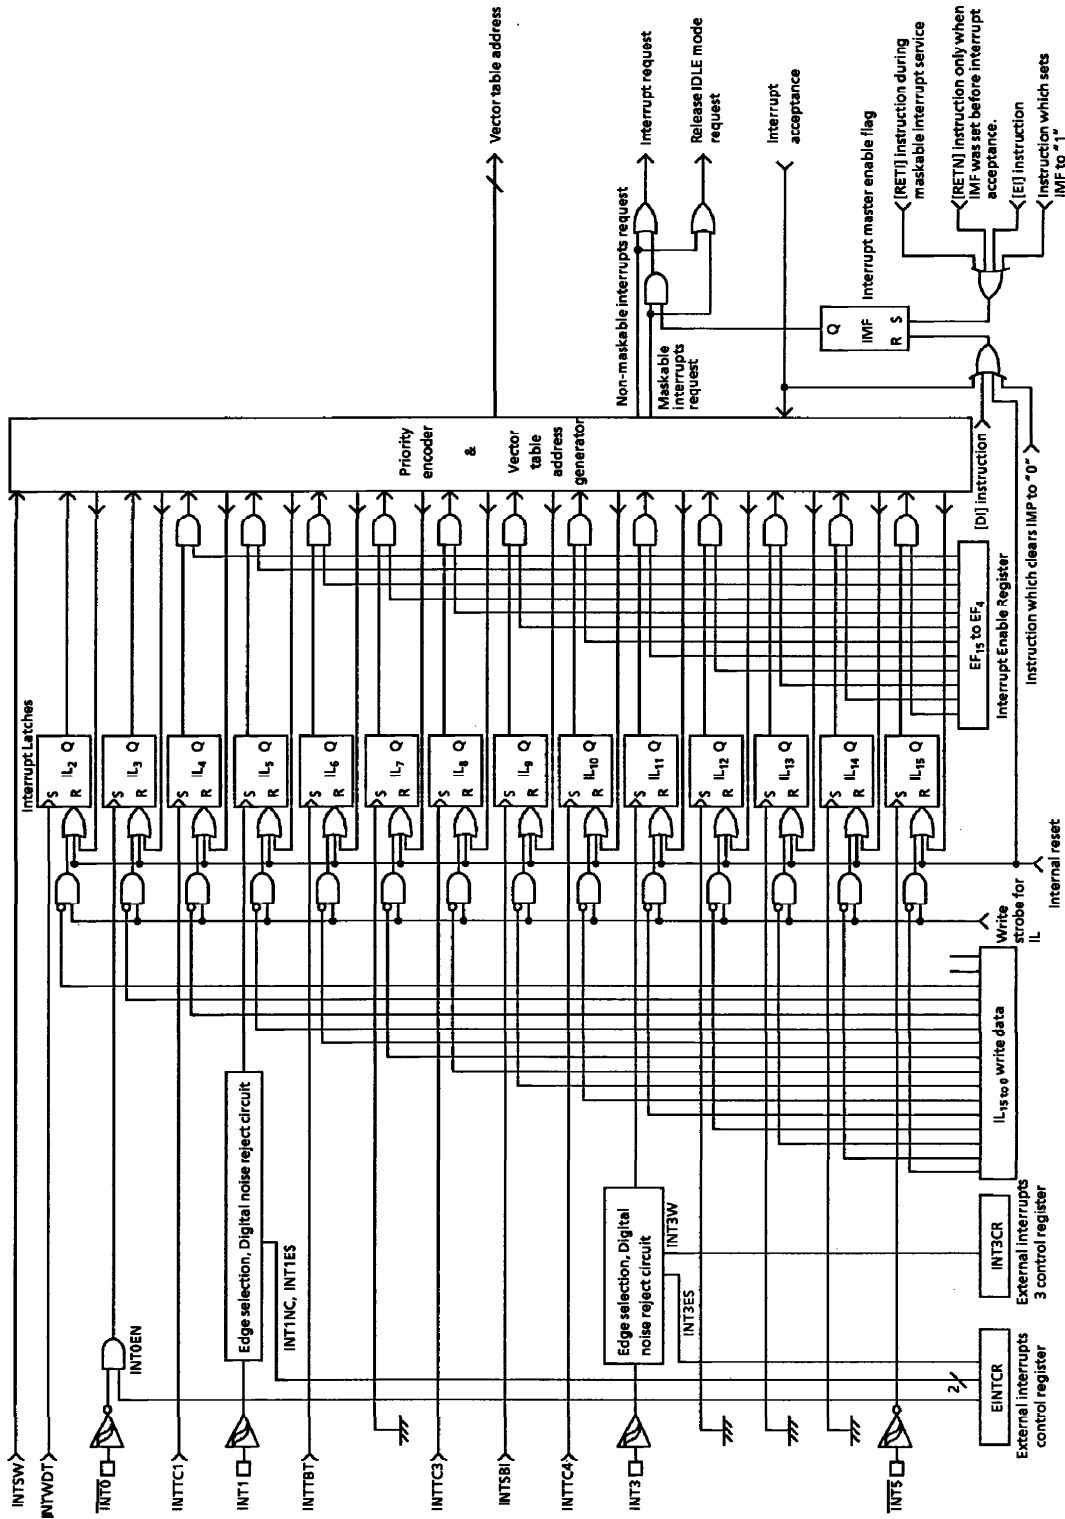 INTSW
INTWDT
INT0
INTTC1
INT1
INTTBT
INTTC3
INTSBI
INTTC4
INT3
INT5
INT0EN
Edge selection, Digital noise reject circuit
INT1NC, INT1ES
Edge selection, Digital
noise reject circuit
INT3W
INT3ES
2
EINTCR
External interrupts
control register
INT3CR
External interrupts
3 control register
IL15 to 0 write data
Write
strobe for
IL
Internal reset
Interrupt Latches
S IL2 Q
R
S IL3 Q
R
S IL4 Q
R
S IL5 Q
R
S IL6 Q
R
S IL7 Q
R
S IL8 Q
R
S IL9 Q
R
S IL10 Q
R
S IL11 Q
R
S IL12 Q
R
S IL13 Q
R
S IL14 Q
R
S IL15 Q
R
EF15 to EF4
Interrupt Enable Register
Instruction which clears IMP to "0"
[DI] instruction
Priority
encoder
&
Vector
table
address
generator
Vector table address
Non-maskable interrupts request
Maskable
interrupts
request
Interrupt request
Release IDLE mode
request
Interrupt
acceptance
Interrupt master enable flag
Q
IMF
R S
[RETI] instruction during
maskable interrupt service
[RETN] instruction only when
IMF was set before interrupt
acceptance.
[EI] instruction
Instruction which sets
IMF to "1"